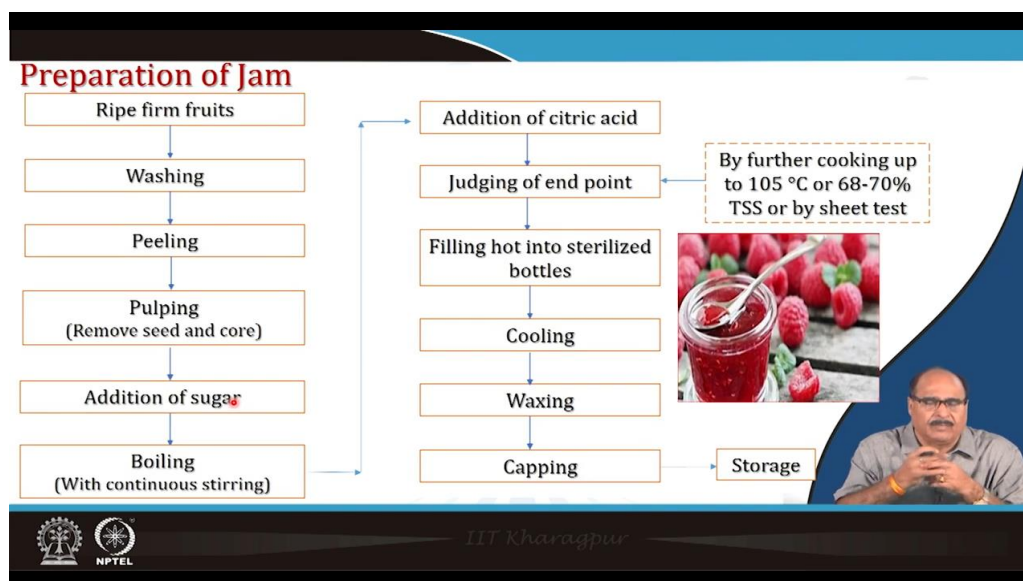 Preparation of Jam
Ripe firm fruits
Washing
Peeling
Pulping
(Remove seed and core)
Addition of sugar
Boiling
(With continuous stirring)
Addition of citric acid
Judging of end point
By further cooking up
to 105 °C or 68-70%
TSS or by sheet test
Filling hot into sterilized
bottles
Cooling
Waxing
Capping
Storage
NPTEL
IIT Kharagpur